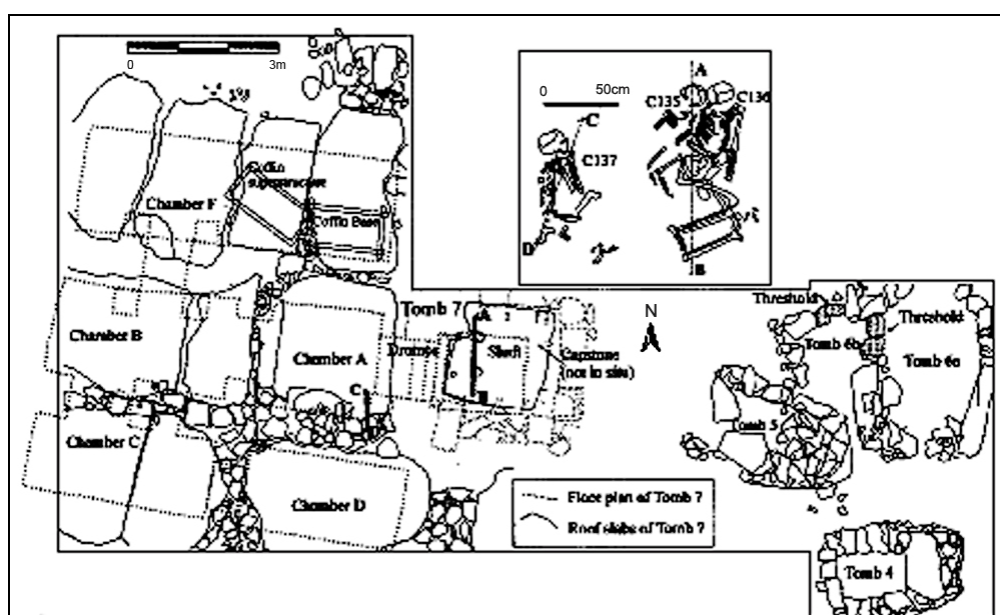 0 3m
0 50cm
A
C135
C136
C
C137
D
B
Coffin
superstructure
Chamber F
Coffin Base
Tomb 7
A
N
Threshold
Threshold
Chamber B
Chamber A
Dromos
Shaft
Capstone
(not in situ)
Tomb 6b
Tomb 6a
C
B
Chamber C
Tomb 5
Chamber D
Floor plan of Tomb 7
Roof slabs of Tomb 7
Tomb 4